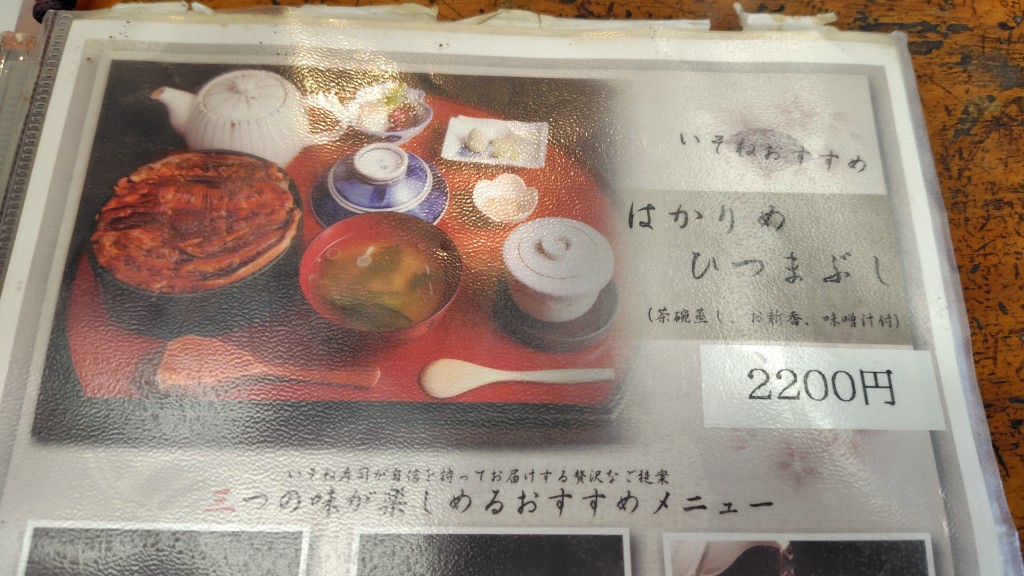 いそねおすすめ
はかりめ
ひつまぶし
(茶碗蒸し、お新香、味噌汁付)
2200円
いそね寿司が自信を持ってお届けする贅沢なご提案
三つの味が楽しめるおすすめメニュー